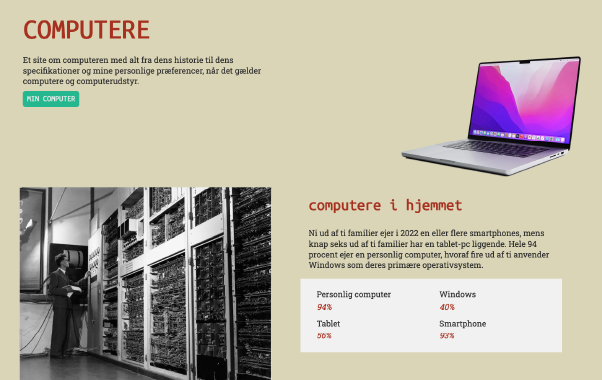 COMPUTERE
Et site om computeren med alt fra dens historie til dens
specifikationer og mine personlige præferencer, når det gælder
computere og computerudstyr.
MIN COMPUTER
computere i hjemmet
Ni ud af ti familier ejer i 2022 en eller flere smartphones, mens
knap seks ud af ti familier har en tablet-pc liggende. Hele 94
procent ejer en personlig computer, hvoraf fire ud af ti anvender
Windows som deres primære operativsystem.
Personlig computer
94%
Windows
40%
Tablet
56%
Smartphone
93%